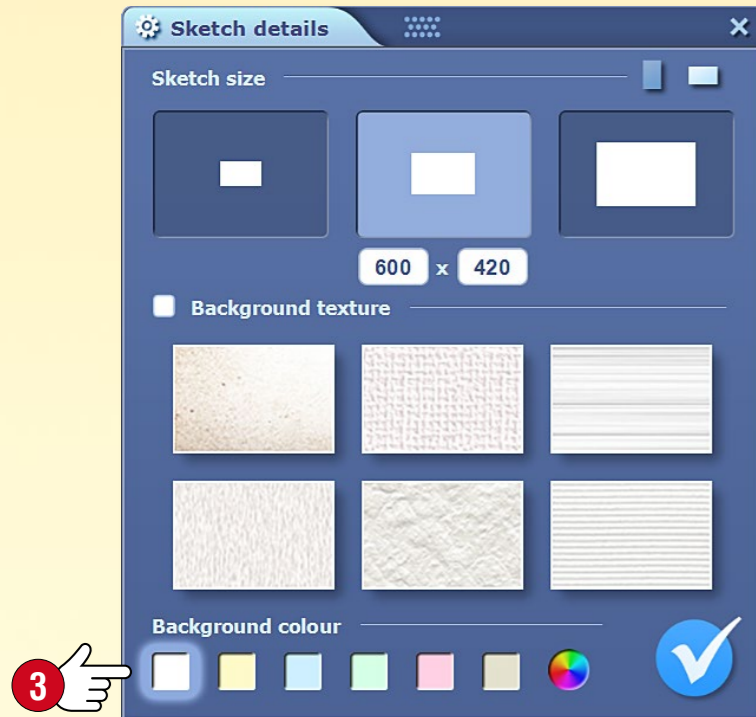 Sketch details
Sketch size
600 x 420
Background texture
Background colour
3